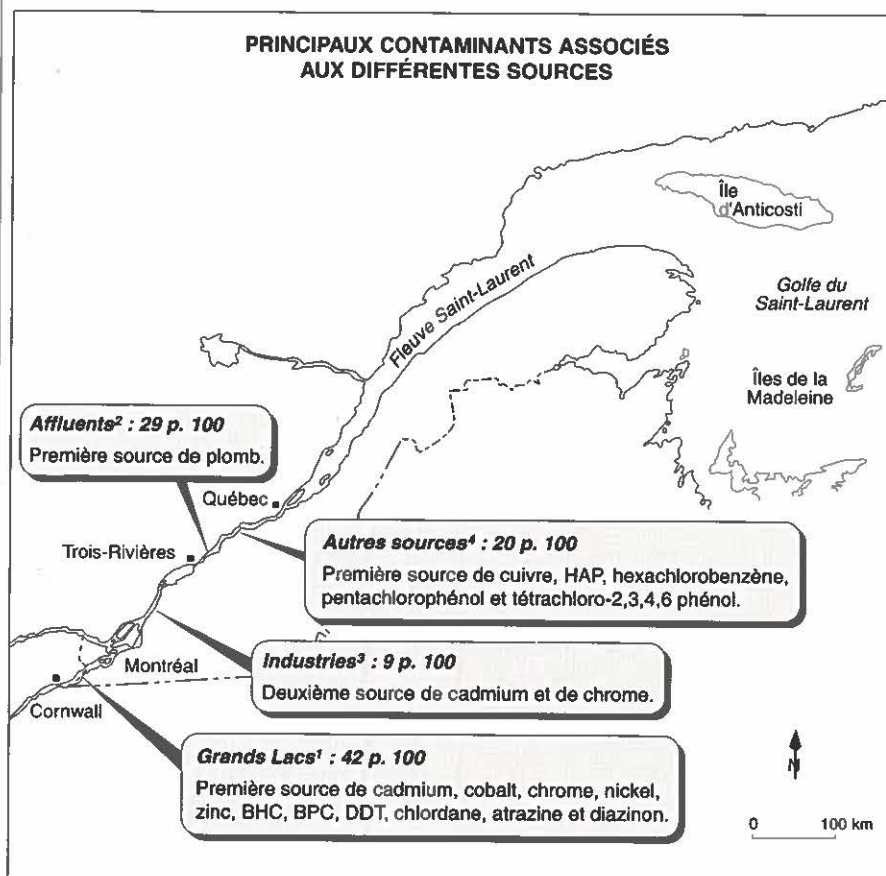 PRINCIPAUX CONTAMINANTS ASSOCIÉS
AUX DIFFÉRENTES SOURCES
Île
d'Anticosti
Golfe du
Saint-Laurent
Fleuve Saint-Laurent
Îles de la
Madeleine
Affluents² : 29 p. 100
Première source de plomb.
Québec
Trois-Rivières
Autres sources⁴ : 20 p. 100
Première source de cuivre, HAP, hexachlorobenzène,
pentachlorophénol et tétrachloro-2,3,4,6 phénol.
Montréal
Industries³ : 9 p. 100
Deuxième source de cadmium et de chrome.
Cornwall
Grands Lacs¹ : 42 p. 100
Première source de cadmium, cobalt, chrome, nickel,
zinc, BHC, BPC, DDT, chlordane, atrazine et diazinon.
N
0 100 km